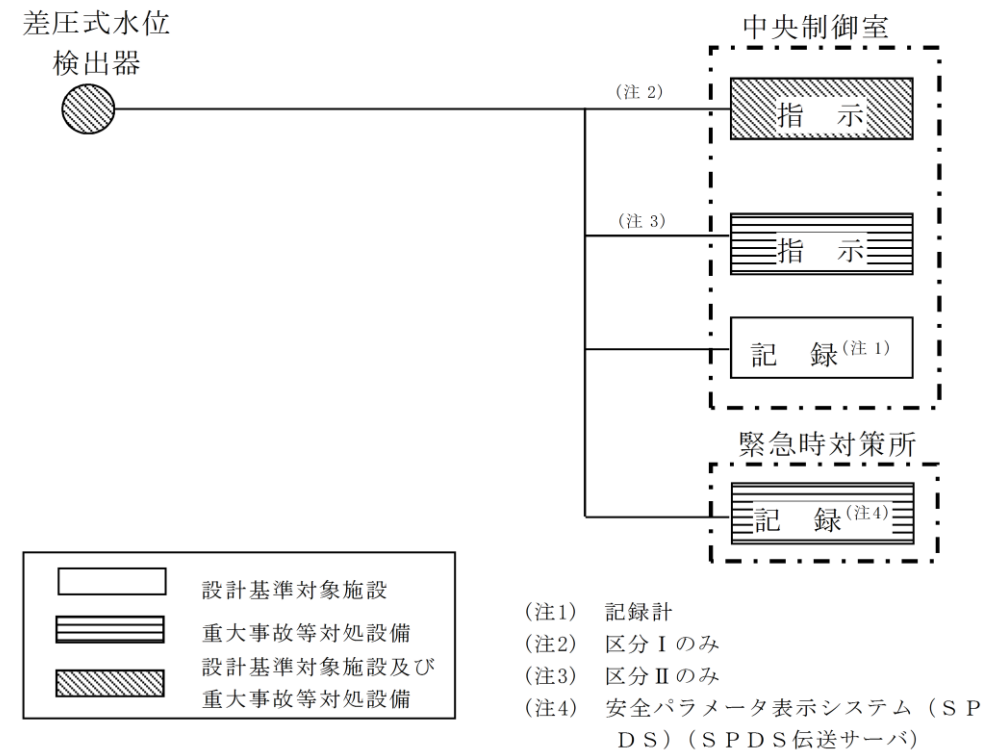 差圧式水位
検出器
中央制御室
(注 2)
指 示
(注 3)
指 示
記 録(注 1)
緊急時対策所
記 録(注4)
設計基準対象施設
重大事故等対処設備
設計基準対象施設及び
重大事故等対処設備
(注1) 記録計
(注2) 区分Ⅰのみ
(注3) 区分Ⅱのみ
(注4) 安全パラメータ表示システム(SP
DS)(SPDS伝送サーバ)